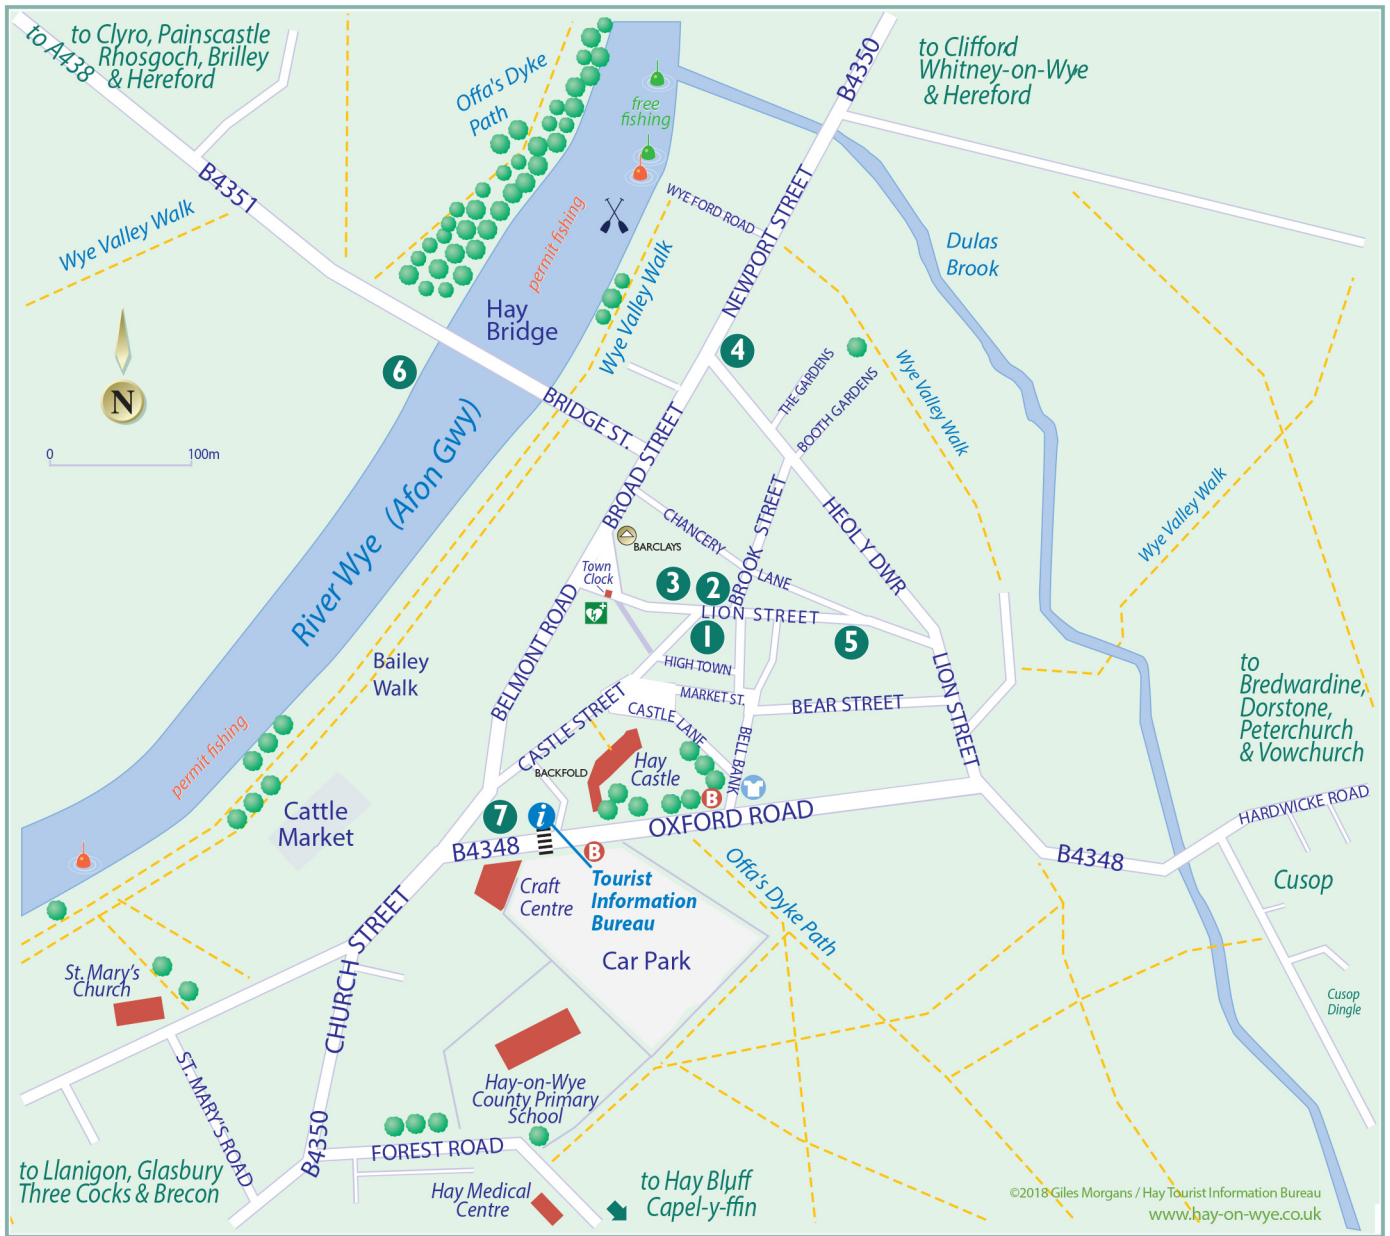 to Clyro, Painscastle
Rhosgoch, Brilley
& Hereford
to A438
B4351
Wye Valley Walk
N
0
100m
Offa's Dyke
Path
free
fishing
permit fishing
Hay
Bridge
Wye Valley Walk
6
River Wye (Afon Gwy)
BRIDGE ST.
B4350
to Clifford
Whitney-on-Wye
& Hereford
WYE FORD ROAD
NEWPORT STREET
Dulas
Brook
4
THE GARDENS
BOOTH GARDENS
Wye Valley Walk
Wye Valley Walk
BROAD STREET
CHANCERY
LANE
BROOK STREET
HEOL Y DWR
BARCLAYS
Town
Clock
3
2
LION STREET
1
5
BELMONT ROAD
Bailey
Walk
HIGH TOWN
MARKET ST.
CASTLE STREET
CASTLE LANE
BEAR STREET
BELL BANK
LION STREET
to
Bredwardine,
Dorstone,
Peterchurch
& Vowchurch
permit fishing
BACKFOLD
Hay
Castle
Cattle
Market
7
i
B
OXFORD ROAD
B4348
B
B4348
HARDWICKE ROAD
Cusop
Cusop
Dingle
Tourist
Information
Bureau
Craft
Centre
Offa's Dyke Path
Car Park
CHURCH STREET
St. Mary's
Church
ST. MARY'S ROAD
B4350
Hay-on-Wye
County Primary
School
FOREST ROAD
to Llanigon, Glasbury
Three Cocks & Brecon
Hay Medical
Centre
to Hay Bluff
Capel-y-ffin
©2018 Giles Morgans / Hay Tourist Information Bureau
www.hay-on-wye.co.uk